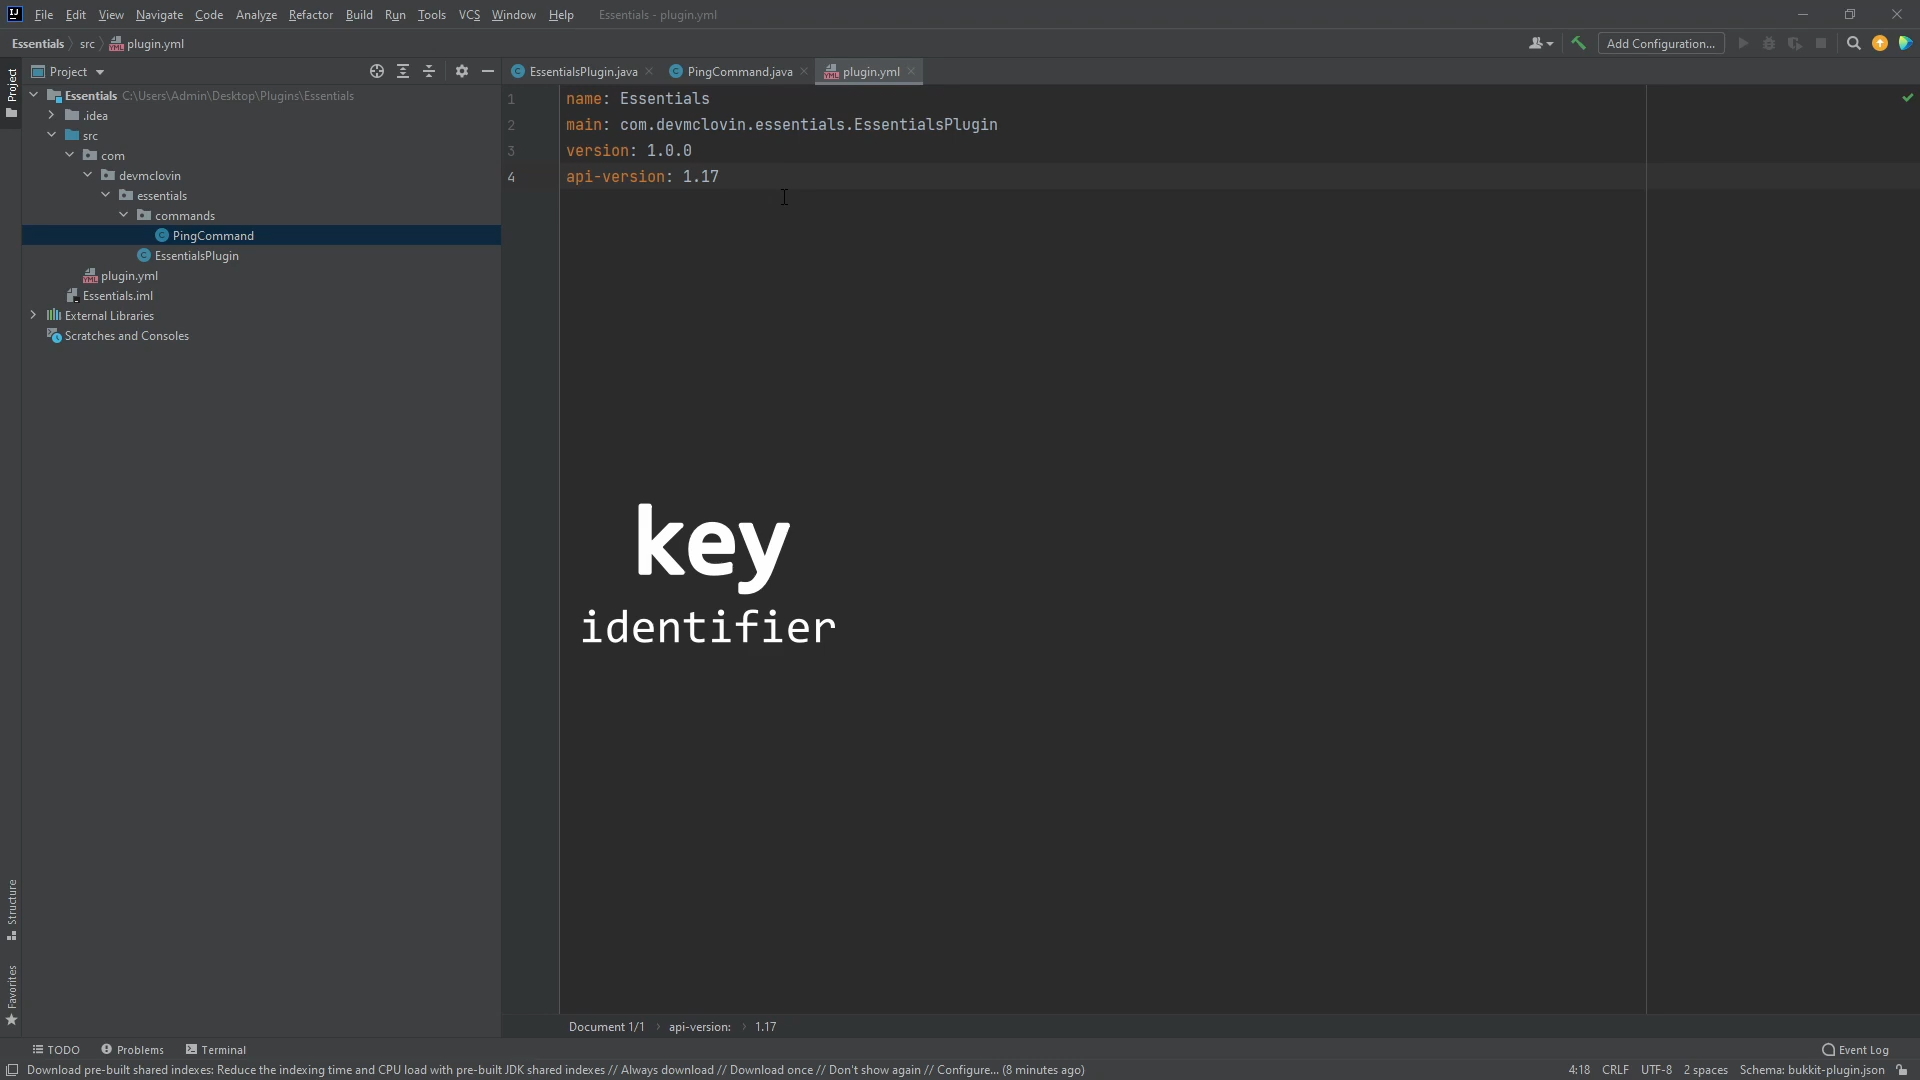 File Edit View Navigate Code Analyze Refactor Build Run Tools VCS Window Help Essentials - plugin.yml
Essentials src plugin.yml
Add Configuration...
Project
EssentialsPlugin.java PingCommand.java plugin.yml
Project
Essentials C:\Users\Admin\Desktop\Plugins\Essentials
.idea
src
com
devmclovin
essentials
commands
PingCommand
EssentialsPlugin
plugin.yml
Essentials.iml
External Libraries
Scratches and Consoles
1 name: Essentials
2 main: com.devmclovin.essentials.EssentialsPlugin
3 version: 1.0.0
4 api-version: 1.17
key
identifier
Structure
Favorites
Document 1/1 api-version: 1.17
TODO Problems Terminal Event Log
Download pre-built shared indexes: Reduce the indexing time and CPU load with pre-built JDK shared indexes // Always download // Download once // Don't show again // Configure... (8 minutes ago) 4:18 CRLF UTF-8 2 spaces Schema: bukkit-plugin.json